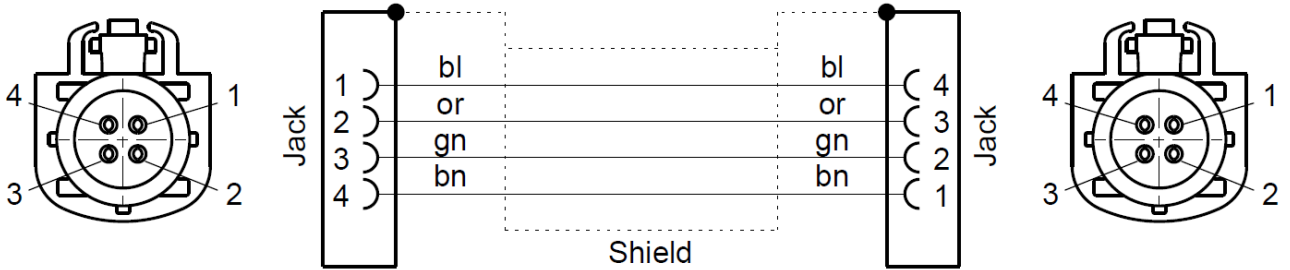 4 1
3 2
Jack
1 bl bl 4
2 or or 3
3 gn gn 2
4 bn bn 1
Shield
Jack
4 1
3 2